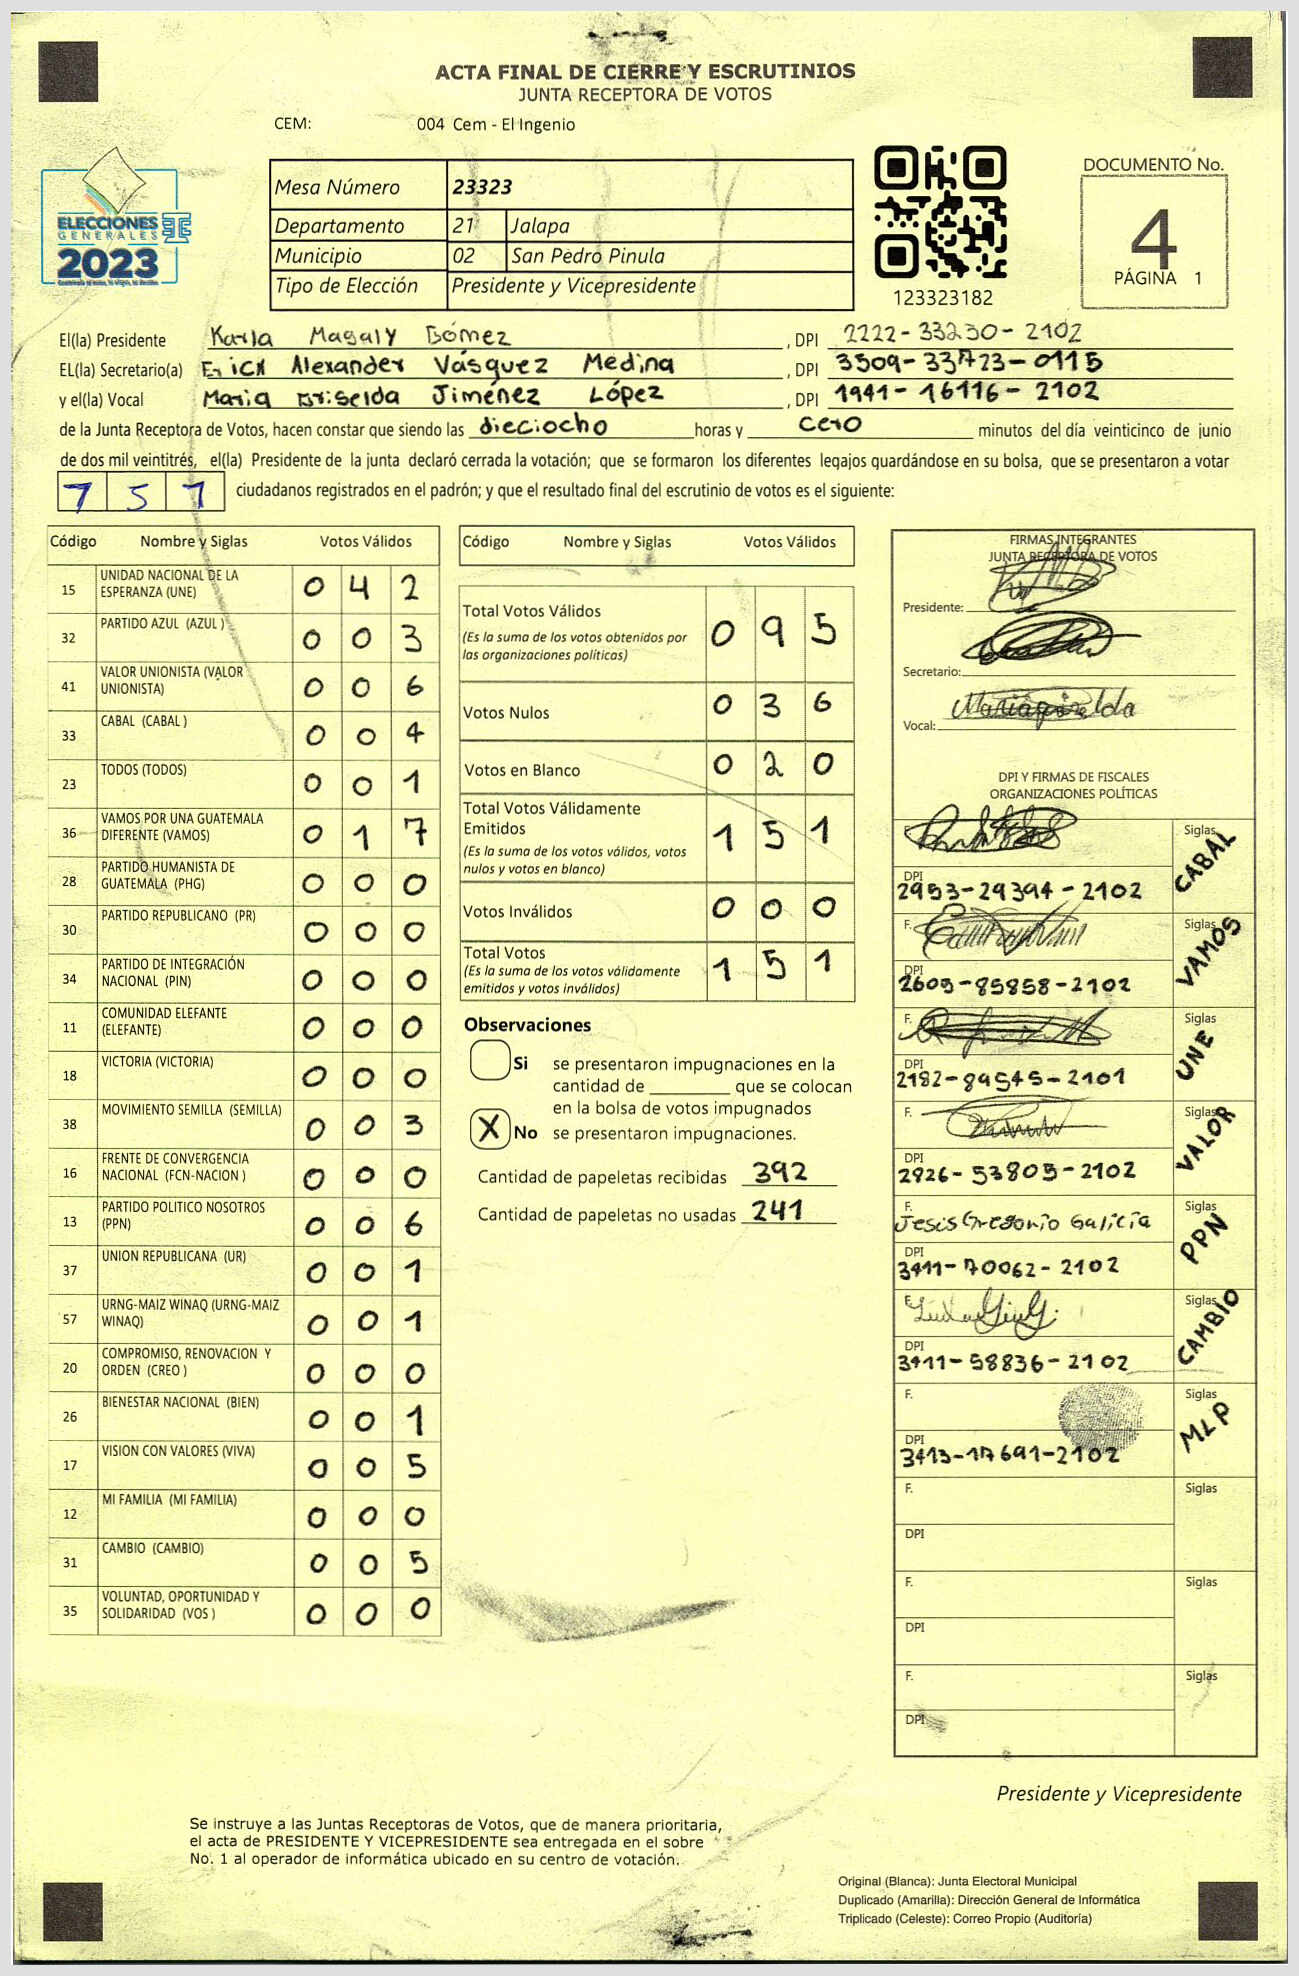 ACTA FINAL DE CIERRE Y ESCRUTINIOS
JUNTA RECEPTORA DE VOTOS
CEM: 004 Cem - El Ingenio
ELECCIONES
GENERALES
2023
Mesa Número 23323
Departamento 21 Jalapa
Municipio 02 San Pedro Pinula
Tipo de Elección Presidente y Vicepresidente
123323182
DOCUMENTO No.
4
PÁGINA 1
El(la) Presidente Karla Magaly Gómez , DPI 2222-33230-2102
EL(la) Secretario(a) Erick Alexander Vásquez Medina , DPI 3509-33723-0115
y el(la) Vocal Maria Griselda Jiménez López , DPI 1941-16116-2102
de la Junta Receptora de Votos, hacen constar que siendo las dieciocho horas y cero minutos del día veinticinco de junio
de dos mil veintitrés, el(la) Presidente de la junta declaró cerrada la votación; que se formaron los diferentes legajos guardándose en su bolsa, que se presentaron a votar
ciudadanos registrados en el padrón; y que el resultado final del escrutinio de votos es el siguiente:
Código Nombre y Siglas Votos Válidos
15 UNIDAD NACIONAL DE LA ESPERANZA (UNE) 0 4 2
32 PARTIDO AZUL (AZUL ) 0 0 3
41 VALOR UNIONISTA (VALOR UNIONISTA) 0 0 6
33 CABAL (CABAL ) 0 0 4
23 TODOS (TODOS) 0 0 1
36 VAMOS POR UNA GUATEMALA DIFERENTE (VAMOS) 0 1 7
28 PARTIDO HUMANISTA DE GUATEMALA (PHG) 0 0 0
30 PARTIDO REPUBLICANO (PR) 0 0 0
34 PARTIDO DE INTEGRACIÓN NACIONAL (PIN) 0 0 0
11 COMUNIDAD ELEFANTE (ELEFANTE) 0 0 0
18 VICTORIA (VICTORIA) 0 0 0
38 MOVIMIENTO SEMILLA (SEMILLA) 0 0 3
16 FRENTE DE CONVERGENCIA NACIONAL (FCN-NACION ) 0 0 0
13 PARTIDO POLITICO NOSOTROS (PPN) 0 0 6
37 UNION REPUBLICANA (UR) 0 0 1
57 URNG-MAIZ WINAQ (URNG-MAIZ WINAQ) 0 0 1
20 COMPROMISO, RENOVACION Y ORDEN (CREO ) 0 0 0
26 BIENESTAR NACIONAL (BIEN) 0 0 1
17 VISION CON VALORES (VIVA) 0 0 5
12 MI FAMILIA (MI FAMILIA) 0 0 0
31 CAMBIO (CAMBIO) 0 0 5
35 VOLUNTAD, OPORTUNIDAD Y SOLIDARIDAD (VOS ) 0 0 0
Código Nombre y Siglas Votos Válidos
Total Votos Válidos 0 9 5
(Es la suma de los votos obtenidos por
las organizaciones políticas)
Votos Nulos 0 3 6
Votos en Blanco 0 2 0
Total Votos Válidamente
Emitidos 1 5 1
(Es la suma de los votos válidos, votos
nulos y votos en blanco)
Votos Inválidos 0 0 0
Total Votos 1 5 1
(Es la suma de los votos válidamente
emitidos y votos inválidos)
Observaciones
Si se presentaron impugnaciones en la
cantidad de que se colocan
en la bolsa de votos impugnados
X No se presentaron impugnaciones.
Cantidad de papeletas recibidas 392
Cantidad de papeletas no usadas 241
FIRMAS INTEGRANTES
JUNTA RECEPTORA DE VOTOS
Presidente:
Secretario:
Vocal:
DPI Y FIRMAS DE FISCALES
ORGANIZACIONES POLÍTICAS
Siglas CABAL
DPI 2953-29394-2102
F. Siglas VAMOS
DPI 2609-85858-2102
F. Siglas UNE
DPI 2182-89545-2101
F. Siglas VALOR
DPI 2826-53805-2102
F. Jesis Gregorio Galicia Siglas PPN
DPI 3411-70062-2102
F. Siglas CAMBIO
DPI 3411-58836-2102
F. Siglas MLP
DPI 3413-17691-2102
F. Siglas
DPI
F. Siglas
DPI
F. Siglas
DPI
Presidente y Vicepresidente
Se instruye a las Juntas Receptoras de Votos, que de manera prioritaria,
el acta de PRESIDENTE Y VICEPRESIDENTE sea entregada en el sobre
No. 1 al operador de informática ubicado en su centro de votación.
Original (Blanca): Junta Electoral Municipal
Duplicado (Amarilla): Dirección General de Informática
Triplicado (Celeste): Correo Propio (Auditoría)